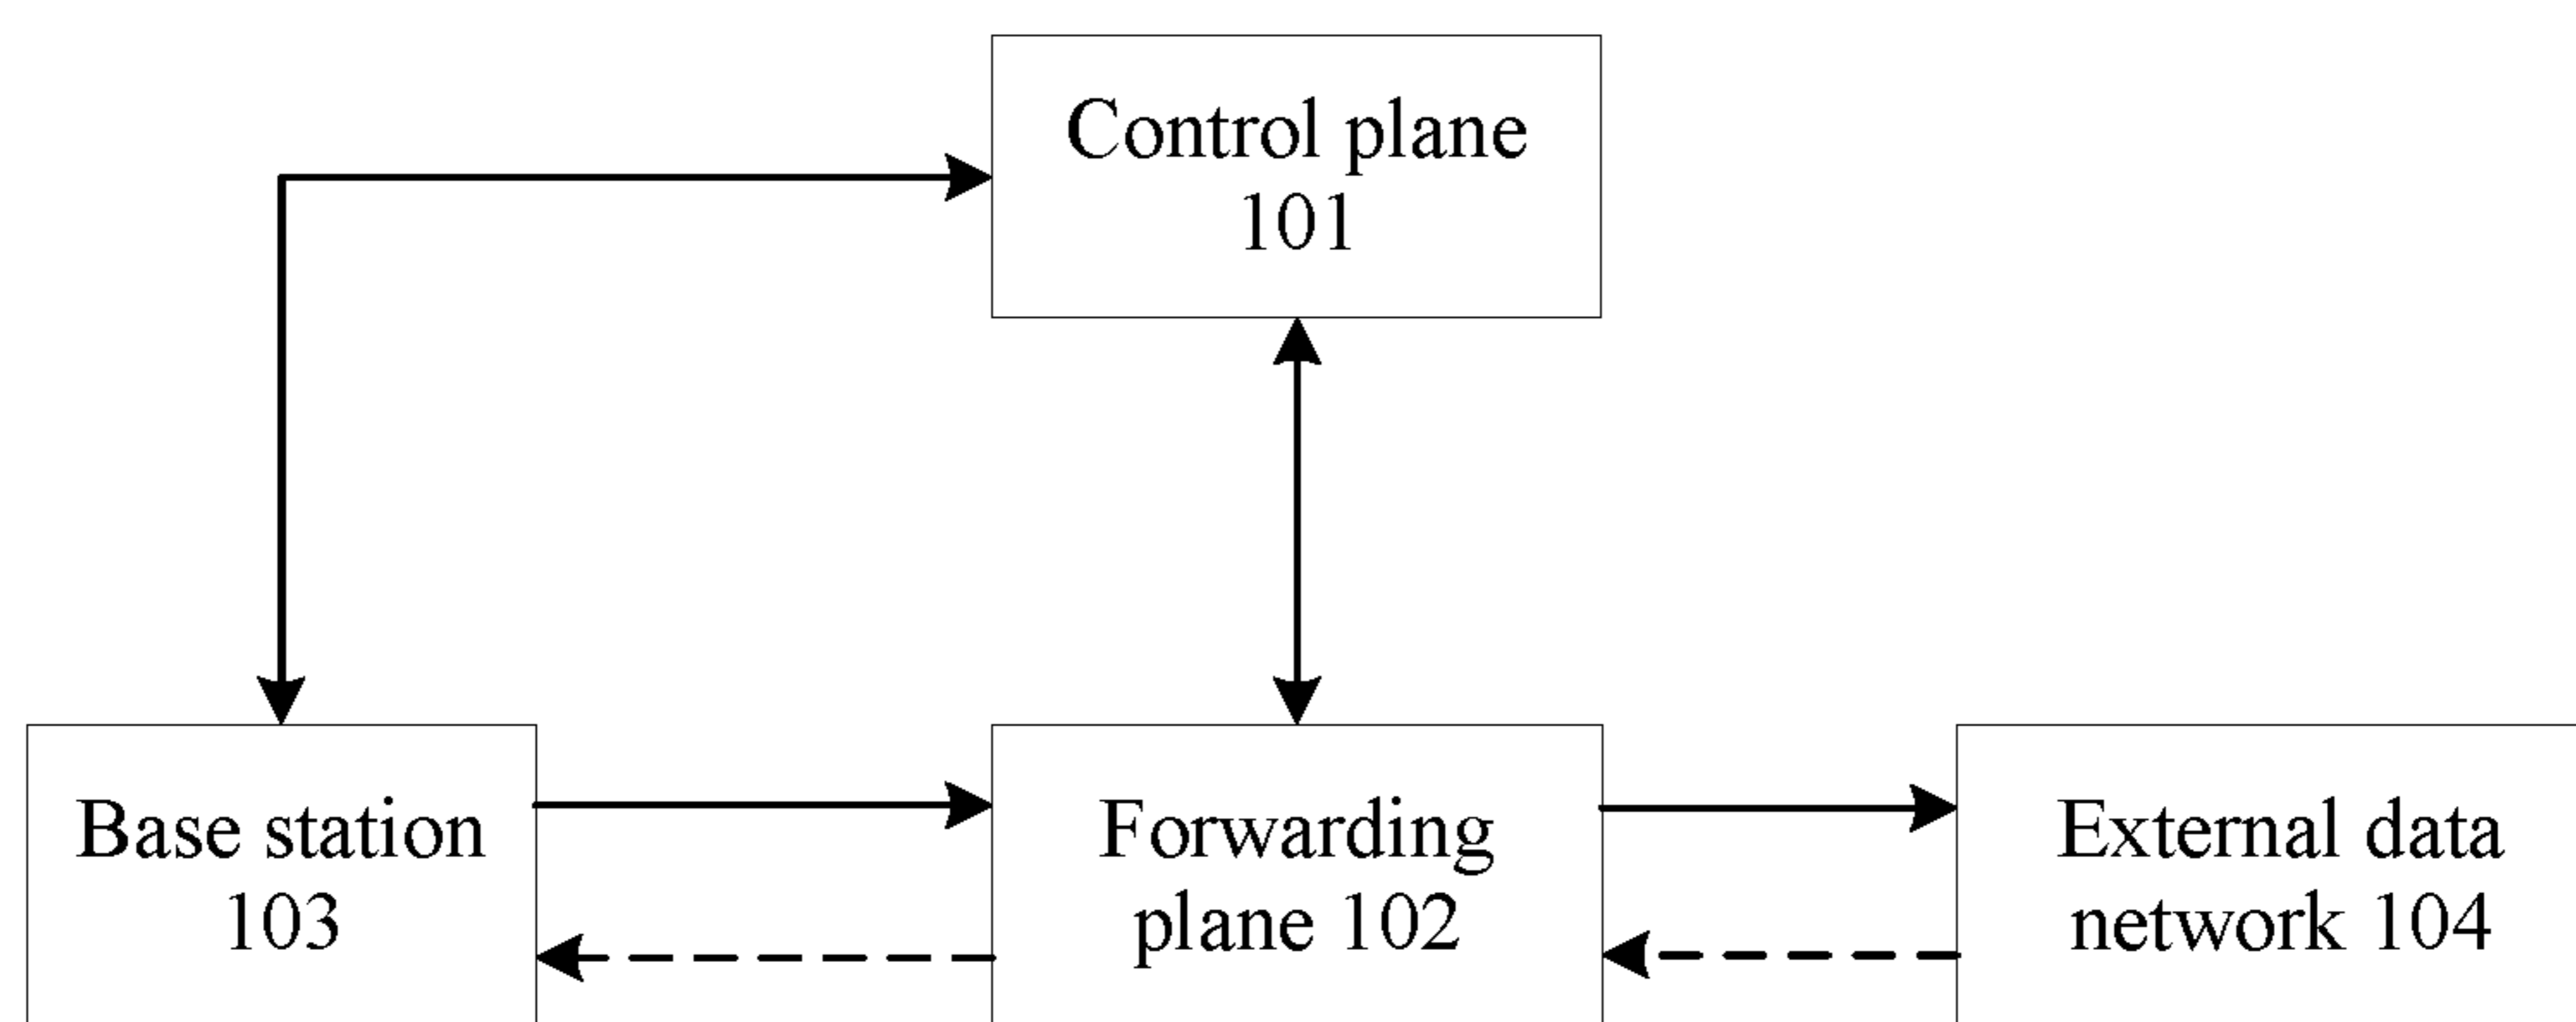 Control plane
101
Base station
103
Forwarding
plane 102
External data
network 104